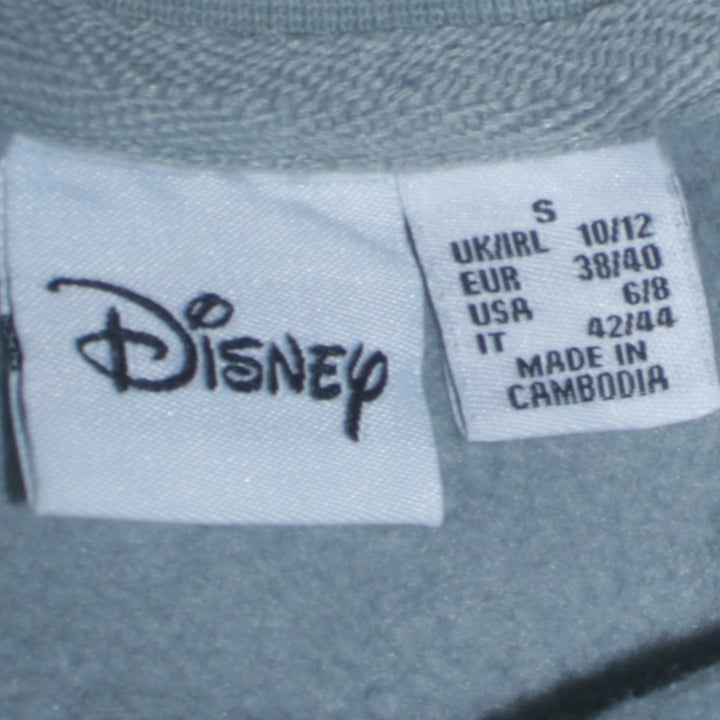 Disney
S
UK/IRL 10/12
EUR 38/40
USA 6/8
IT 42/44
MADE IN
CAMBODIA